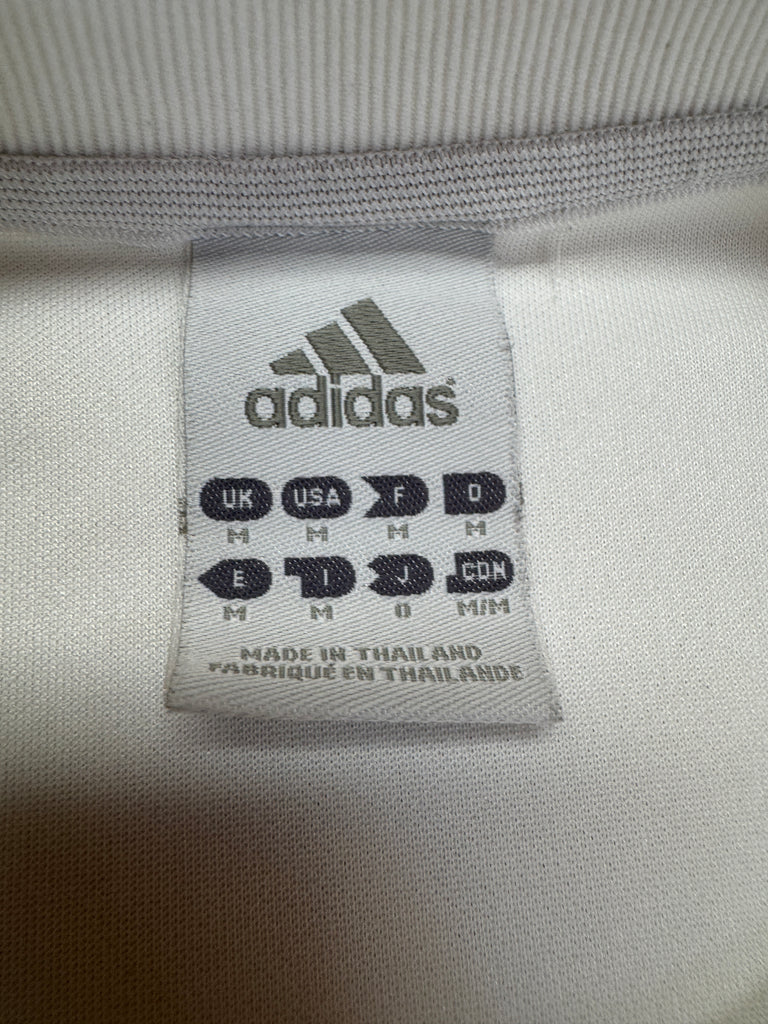 adidas
UK USA F D
M M M M
E I J CDN
M M O M/M
MADE IN THAILAND
FABRIQUÉ EN THAILANDE